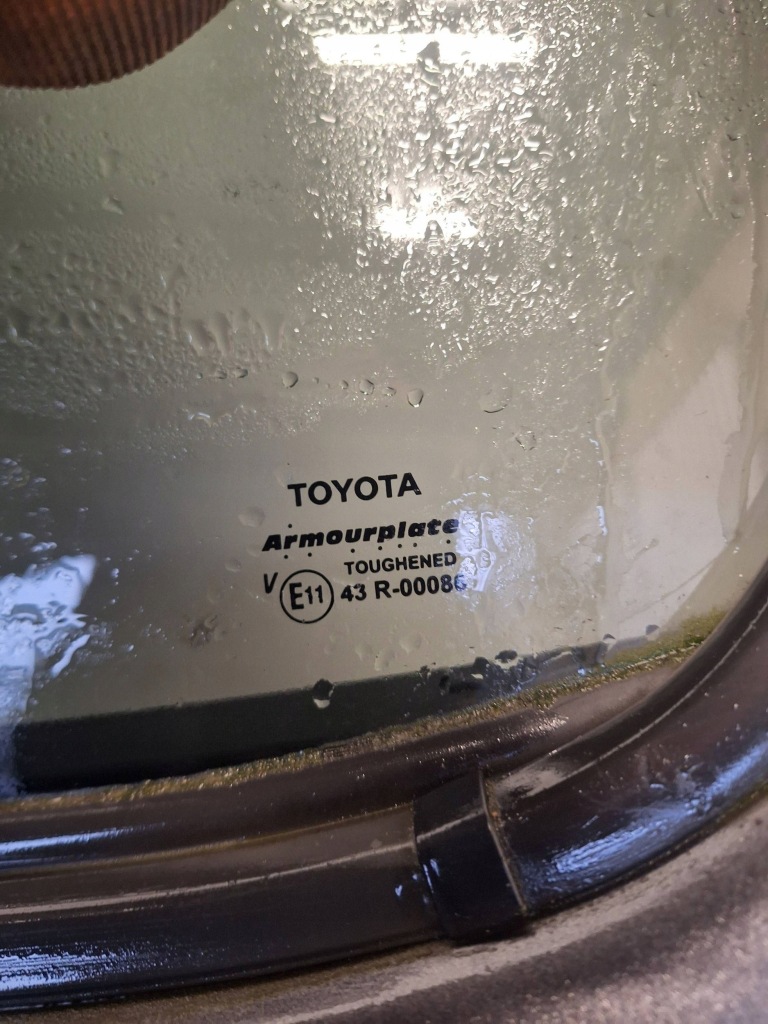 TOYOTA
Armourplate
TOUGHENED
V E11 43 R-00086